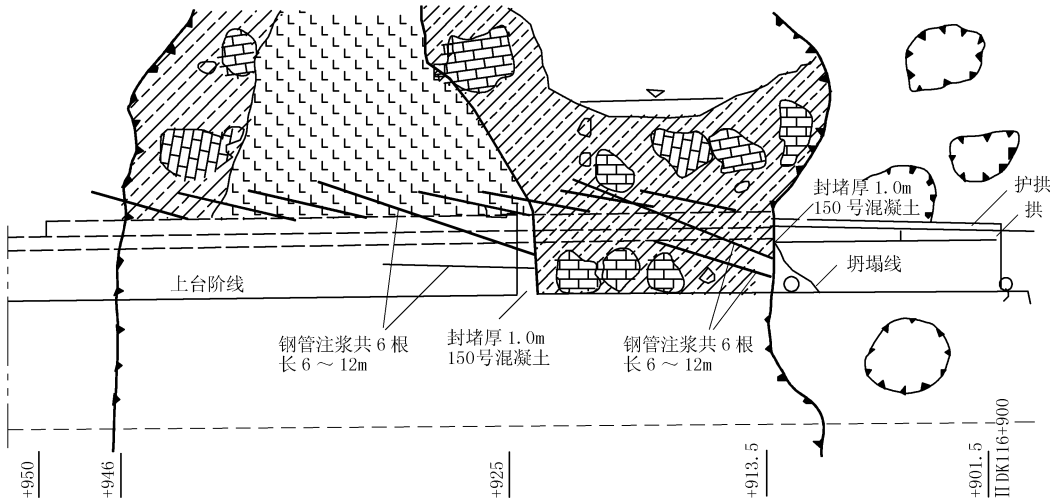 封堵厚 1.0m
150 号混凝土
护拱
拱
坍塌线
上台阶线
钢管注浆共 6 根
长 6～12m
封堵厚 1.0m
150号混凝土
钢管注浆共 6 根
长 6～12m
+950
+946
+925
+913.5
+901.5
ⅡDK116+900